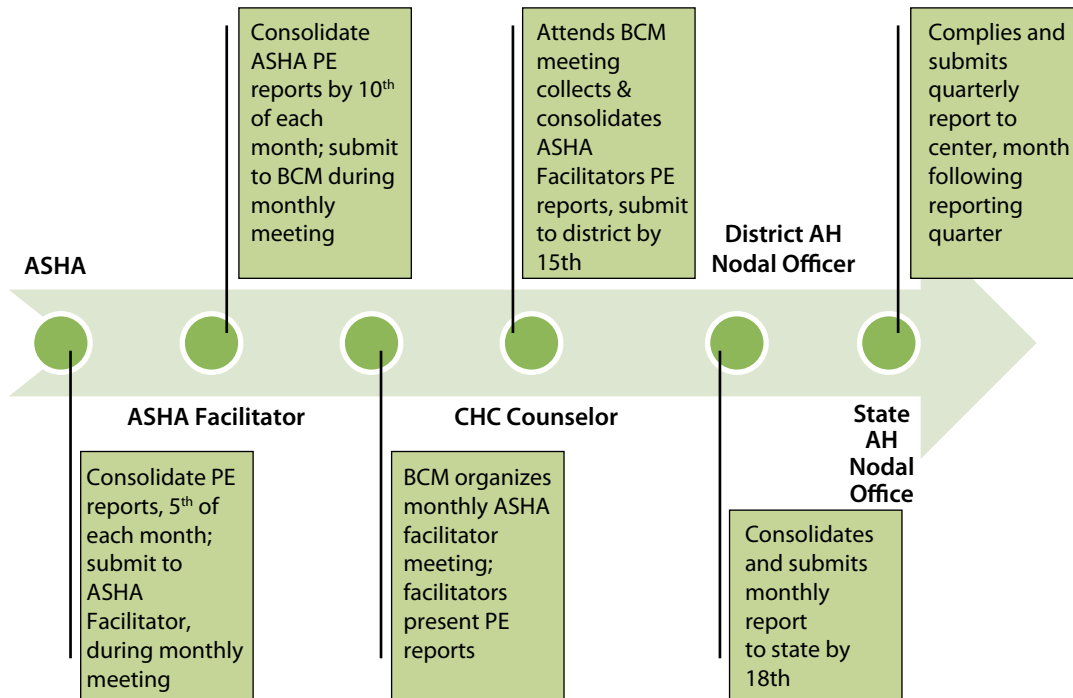 Consolidate
ASHA PE
reports by 10th
of each
month; submit
to BCM during
monthly
meeting
Attends BCM
meeting
collects &
consolidates
ASHA
Facilitators PE
reports, submit
to district by
15th
Complies and
submits
quarterly
report to
center, month
following
reporting
quarter
ASHA
District AH
Nodal Officer
ASHA Facilitator
CHC Counselor
State
AH
Nodal
Office
Consolidate PE
reports, 5th of
each month;
submit to
ASHA
Facilitator,
during monthly
meeting
BCM organizes
monthly ASHA
facilitator
meeting;
facilitators
present PE
reports
Consolidates
and submits
monthly
report
to state by
18th